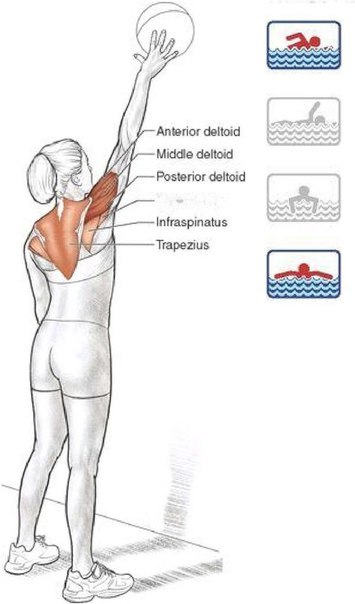 Anterior deltoid
Middle deltoid
Posterior deltoid
Infraspinatus
Trapezius